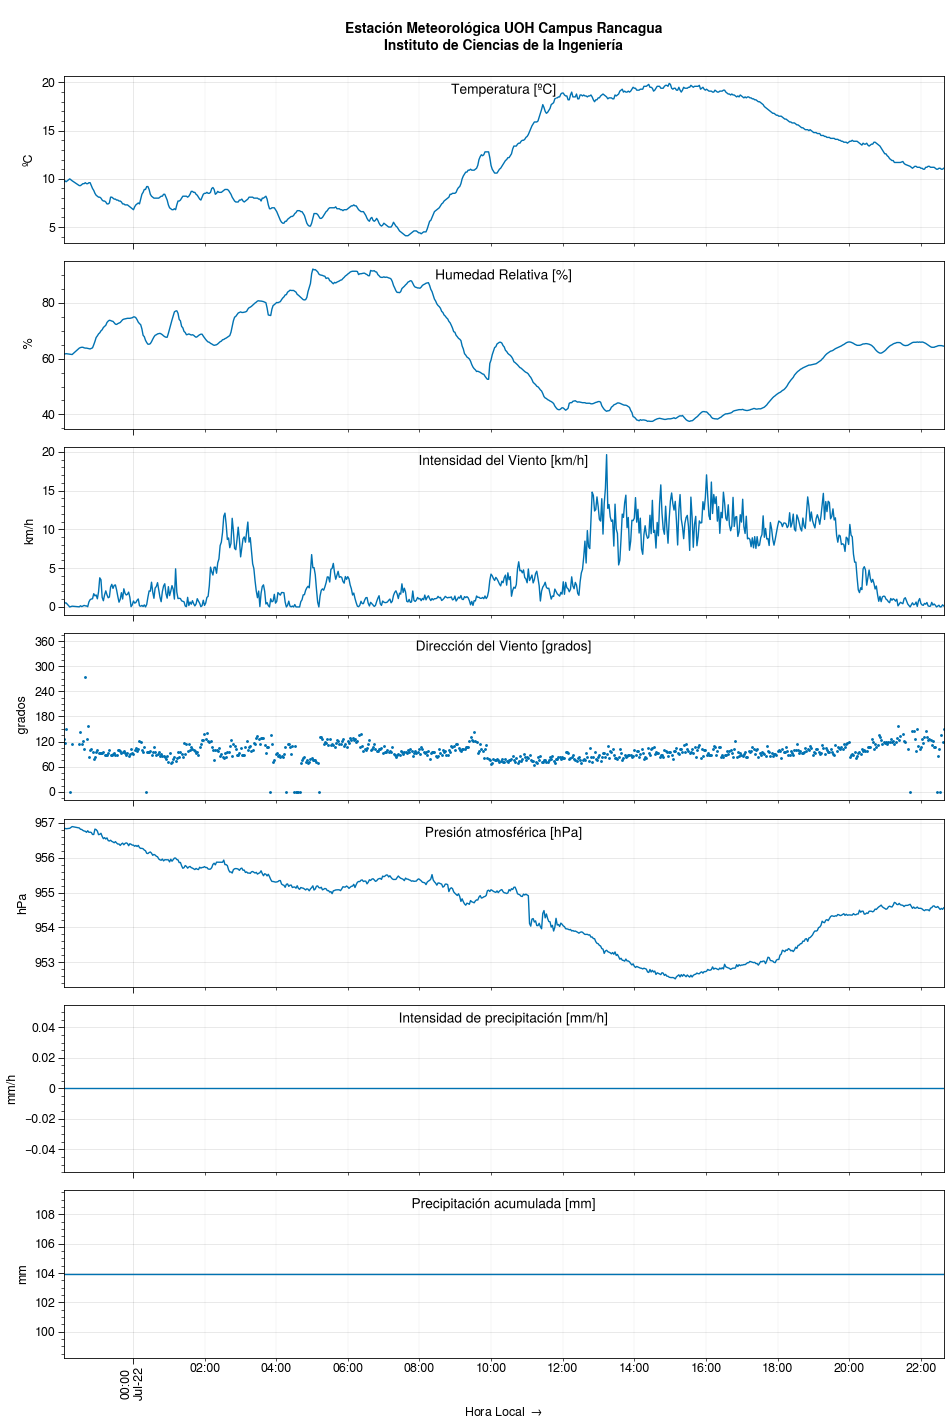 Estación Meteorológica UOH Campus Rancagua
Instituto de Ciencias de la Ingeniería
Temperatura [ºC]
20
15
10
5
ºC
Humedad Relativa [%]
80
60
40
%
Intensidad del Viento [km/h]
20
15
10
5
0
km/h
Dirección del Viento [grados]
360
300
240
180
120
60
0
grados
Presión atmosférica [hPa]
957
956
955
954
953
hPa
Intensidad de precipitación [mm/h]
0.04
0.02
0
−0.02
−0.04
mm/h
Precipitación acumulada [mm]
108
106
104
102
100
mm
00:00
Jul-22
02:00 04:00 06:00 08:00 10:00 12:00 14:00 16:00 18:00 20:00 22:00
Hora Local →